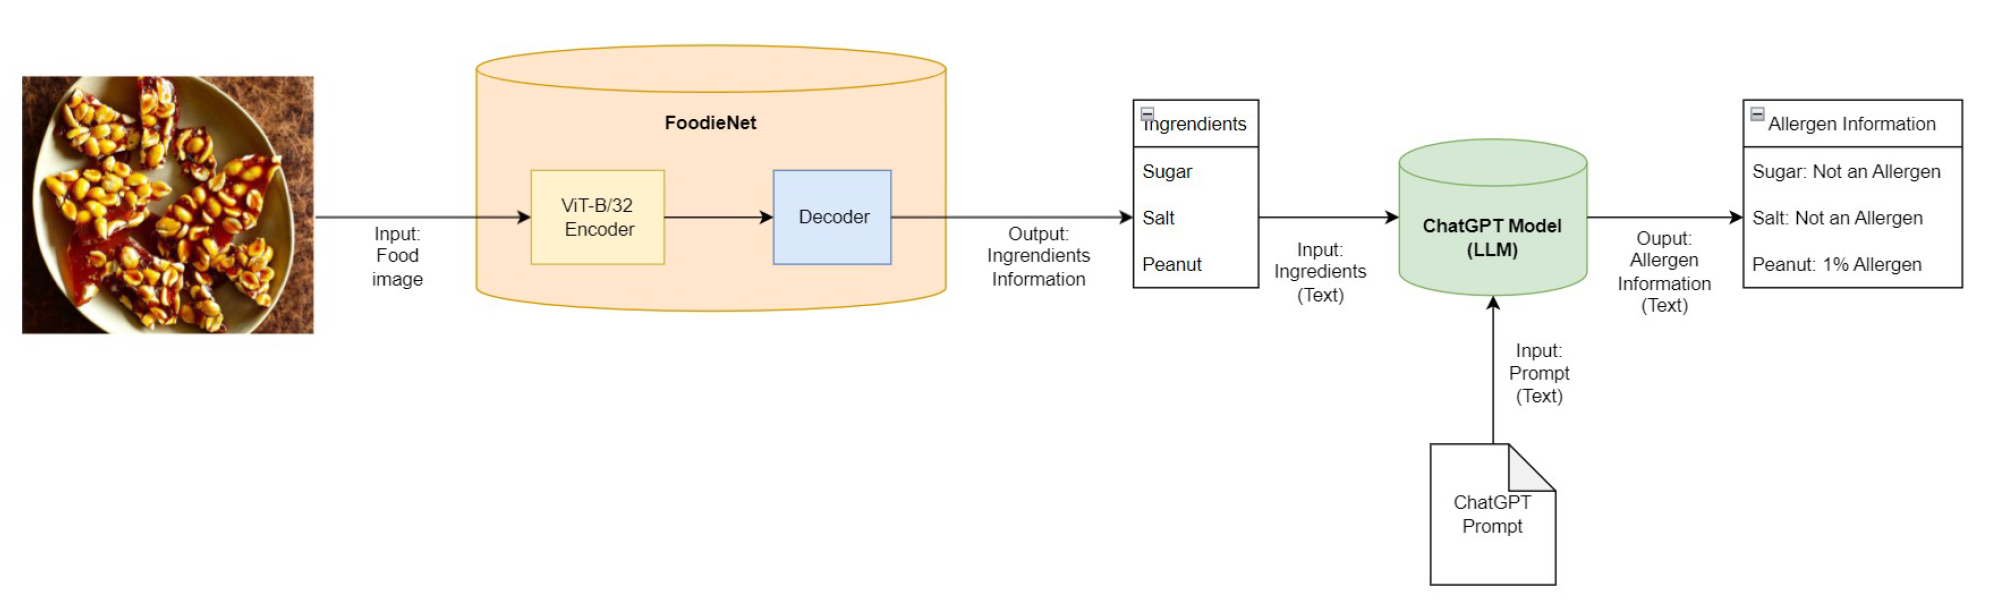 FoodieNet
ViT-B/32
Encoder
Decoder
Input:
Food
image
Output:
Ingrendients
Information
Ingrendients
Sugar
Salt
Peanut
Input:
Ingredients
(Text)
ChatGPT Model
(LLM)
Input:
Prompt
(Text)
ChatGPT
Prompt
Ouput:
Allergen
Information
(Text)
Allergen Information
Sugar: Not an Allergen
Salt: Not an Allergen
Peanut: 1% Allergen